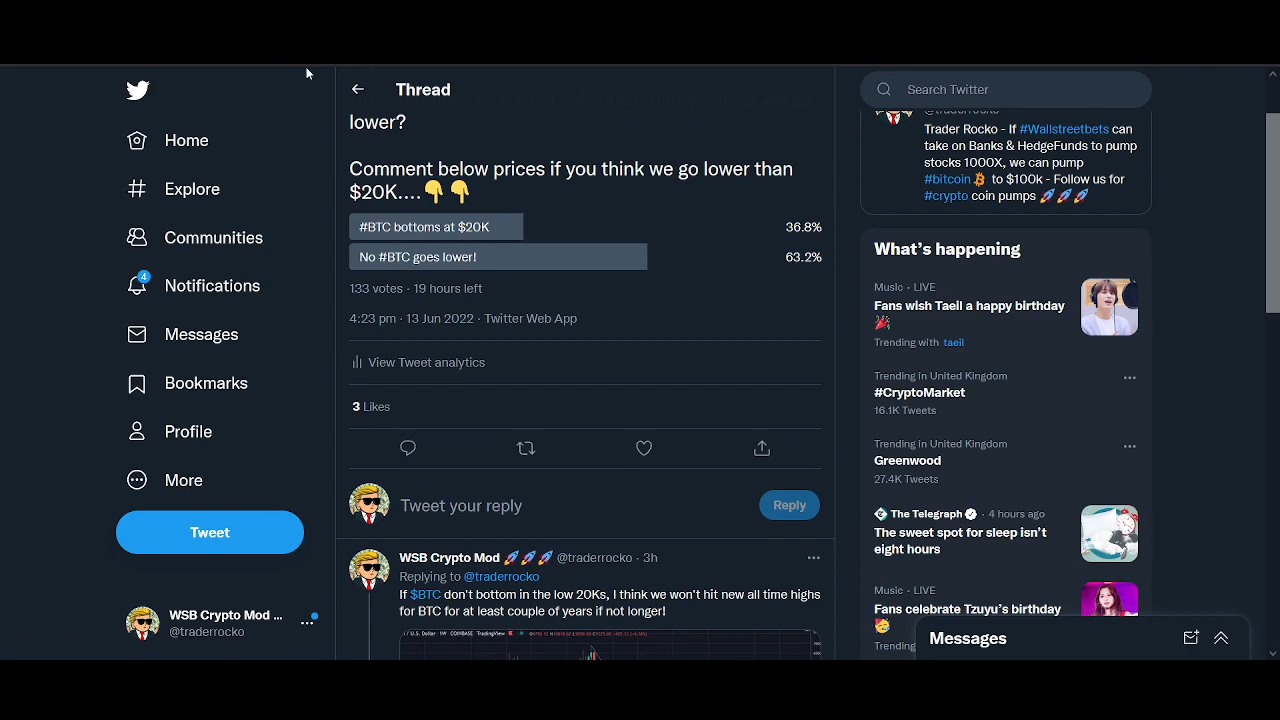 Home
Explore
Communities
4
Notifications
Messages
Bookmarks
Profile
More
Tweet
WSB Crypto Mod ...
@traderrocko
Thread
lower?
Comment below prices if you think we go lower than
$20K....👇👇
#BTC bottoms at $20K 36.8%
No #BTC goes lower! 63.2%
133 votes · 19 hours left
4:23 pm · 13 Jun 2022 · Twitter Web App
View Tweet analytics
3 Likes
Tweet your reply
Reply
WSB Crypto Mod 🚀🚀🚀 @traderrocko · 3h
Replying to @traderrocko
If $BTC don't bottom in the low 20Ks, I think we won't hit new all time highs
for BTC for at least couple of years if not longer!
Search Twitter
@traderrocko
Trader Rocko - If #Wallstreetbets can
take on Banks & HedgeFunds to pump
stocks 1000X, we can pump
#bitcoin to $100k - Follow us for
#crypto coin pumps 🚀🚀🚀
What's happening
Music · LIVE
Fans wish Taeil a happy birthday
🎉
Trending with taeil
Trending in United Kingdom
#CryptoMarket
16.1K Tweets
Trending in United Kingdom
Greenwood
27.4K Tweets
The Telegraph · 4 hours ago
The sweet spot for sleep isn't
eight hours
Music · LIVE
Fans celebrate Tzuyu's birthday
🥳
Trending
Messages